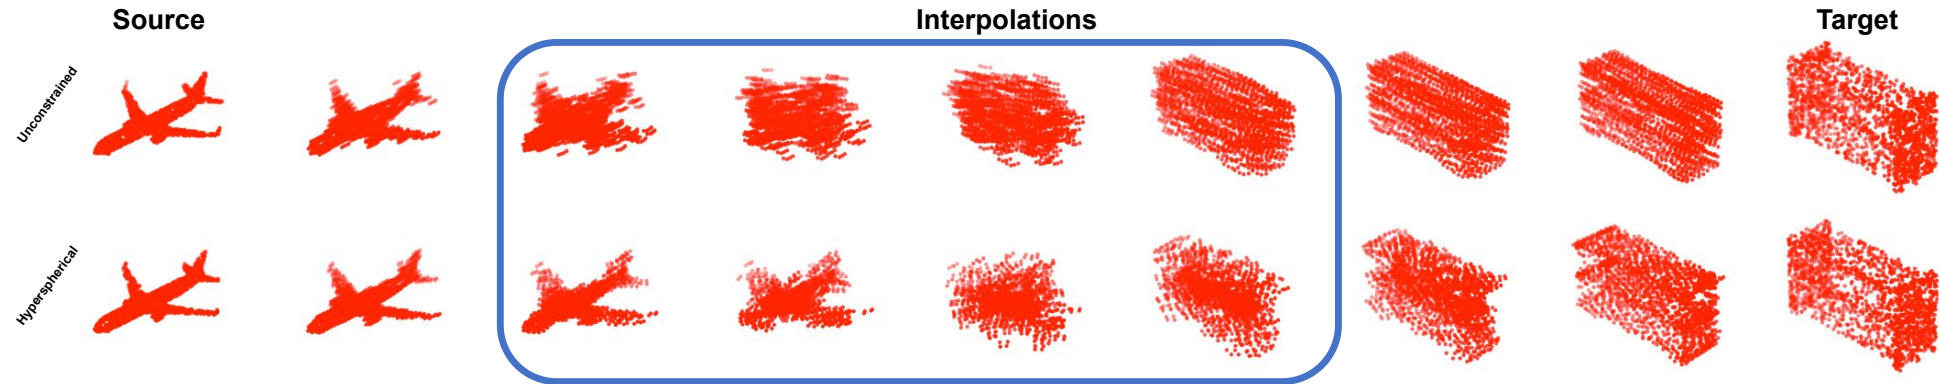 Source
Interpolations
Target
Unconstrained
Hyperspherical